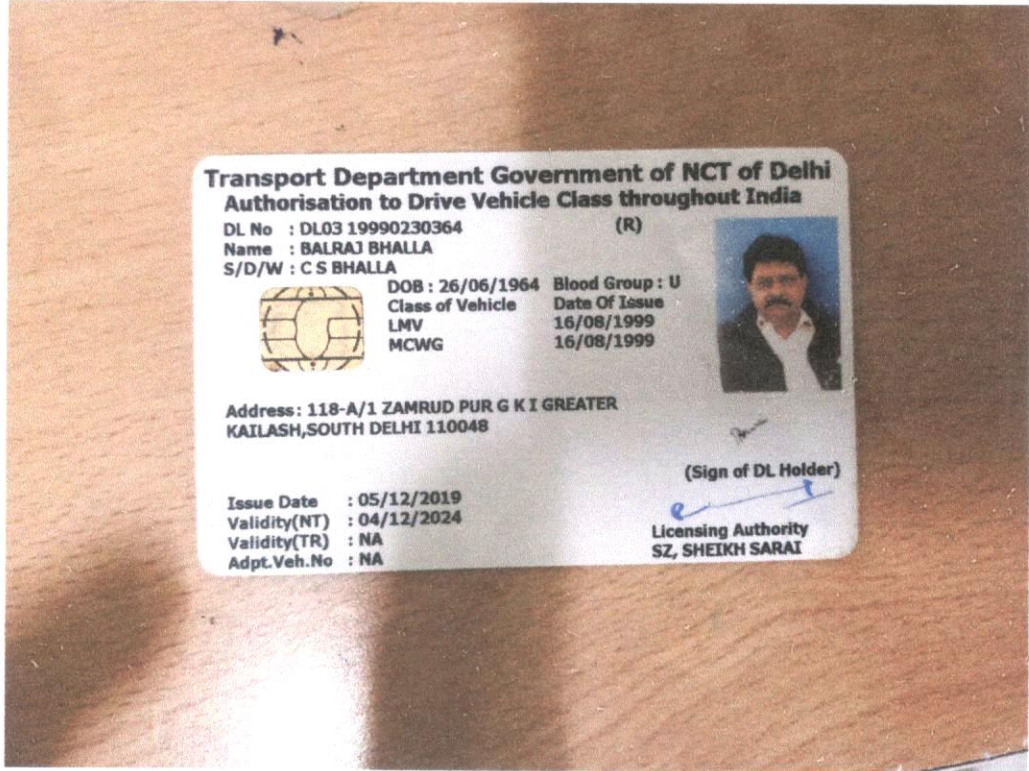 Transport Department Government of NCT of Delhi
Authorisation to Drive Vehicle Class throughout India
DL No : DL03 19990230364 (R)
Name : BALRAJ BHALLA
S/D/W : C S BHALLA
DOB : 26/06/1964 Blood Group : U
Class of Vehicle Date Of Issue
LMV 16/08/1999
MCWG 16/08/1999
Address: 118-A/1 ZAMRUD PUR G K I GREATER
KAILASH,SOUTH DELHI 110048
(Sign of DL Holder)
Issue Date : 05/12/2019
Validity(NT) : 04/12/2024
Validity(TR) : NA
Adpt.Veh.No : NA
Licensing Authority
SZ, SHEIKH SARAI